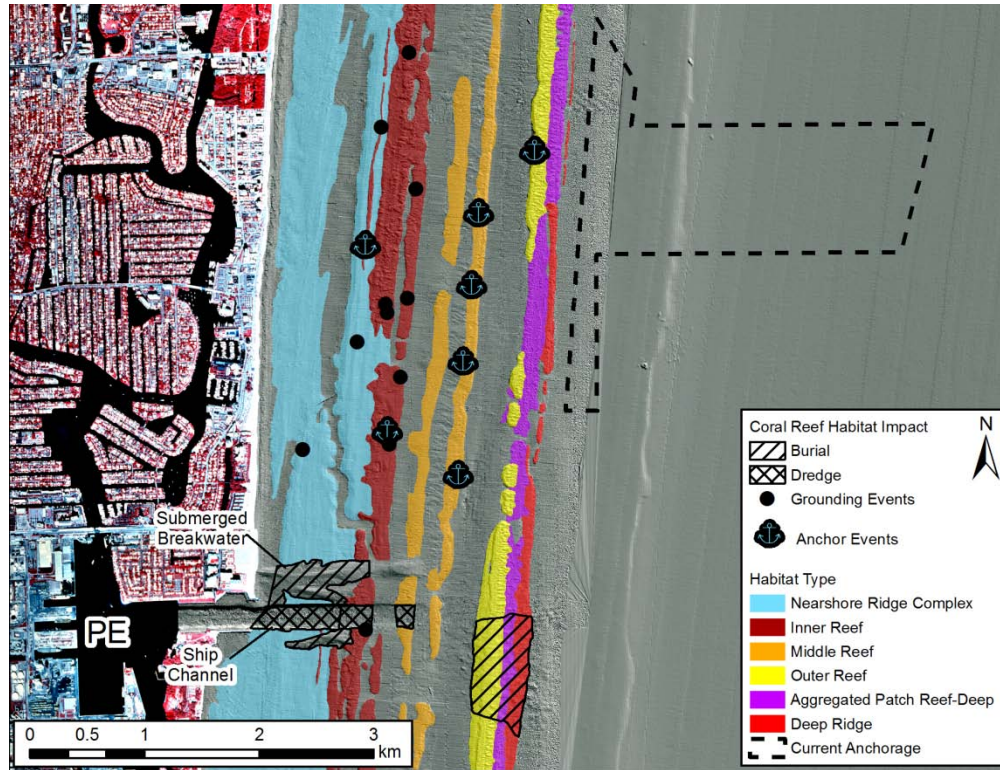 Submerged
Breakwater
PE
Ship
Channel
0 0.5 1 2 3
km
Coral Reef Habitat Impact
N
Burial
Dredge
Grounding Events
Anchor Events
Habitat Type
Nearshore Ridge Complex
Inner Reef
Middle Reef
Outer Reef
Aggregated Patch Reef-Deep
Deep Ridge
Current Anchorage